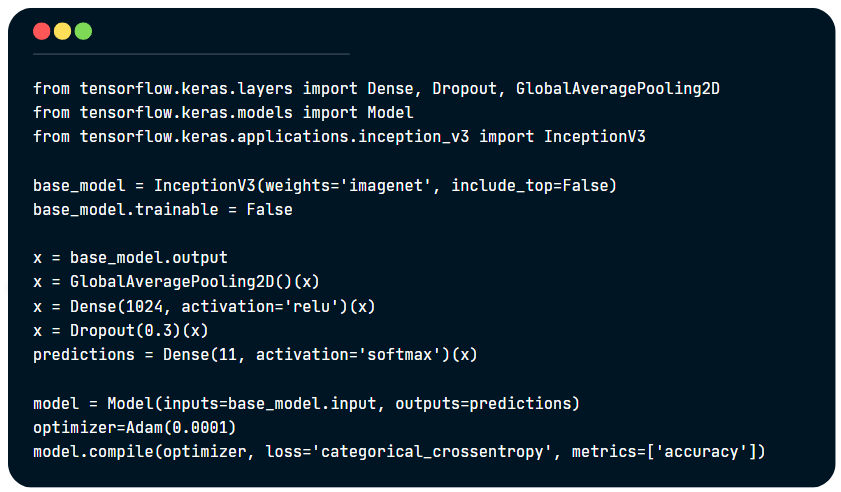 from tensorflow.keras.layers import Dense, Dropout, GlobalAveragePooling2D
from tensorflow.keras.models import Model
from tensorflow.keras.applications.inception_v3 import InceptionV3
base_model = InceptionV3(weights='imagenet', include_top=False)
base_model.trainable = False
x = base_model.output
x = GlobalAveragePooling2D()(x)
x = Dense(1024, activation='relu')(x)
x = Dropout(0.3)(x)
predictions = Dense(11, activation='softmax')(x)
model = Model(inputs=base_model.input, outputs=predictions)
optimizer=Adam(0.0001)
model.compile(optimizer, loss='categorical_crossentropy', metrics=['accuracy'])